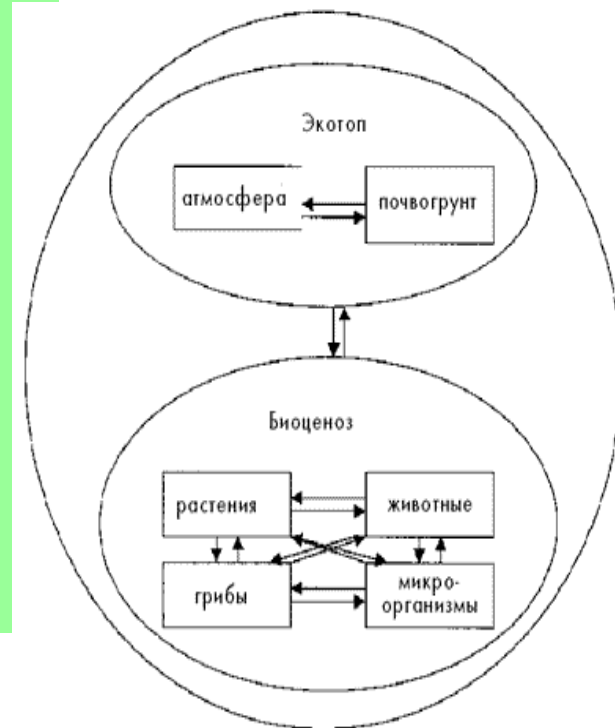 Экотоп
атмосфера
почвогрунт
Биоценоз
растения
животные
грибы
микро-
организмы